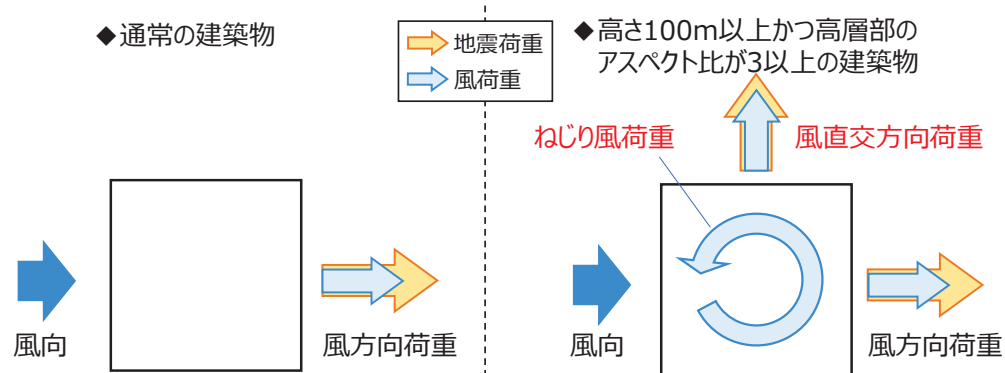 ◆通常の建築物
地震荷重
風荷重
◆高さ100m以上かつ高層部の
アスペクト比が3以上の建築物
ねじり風荷重
風直交方向荷重
風向
風方向荷重
風向
風方向荷重